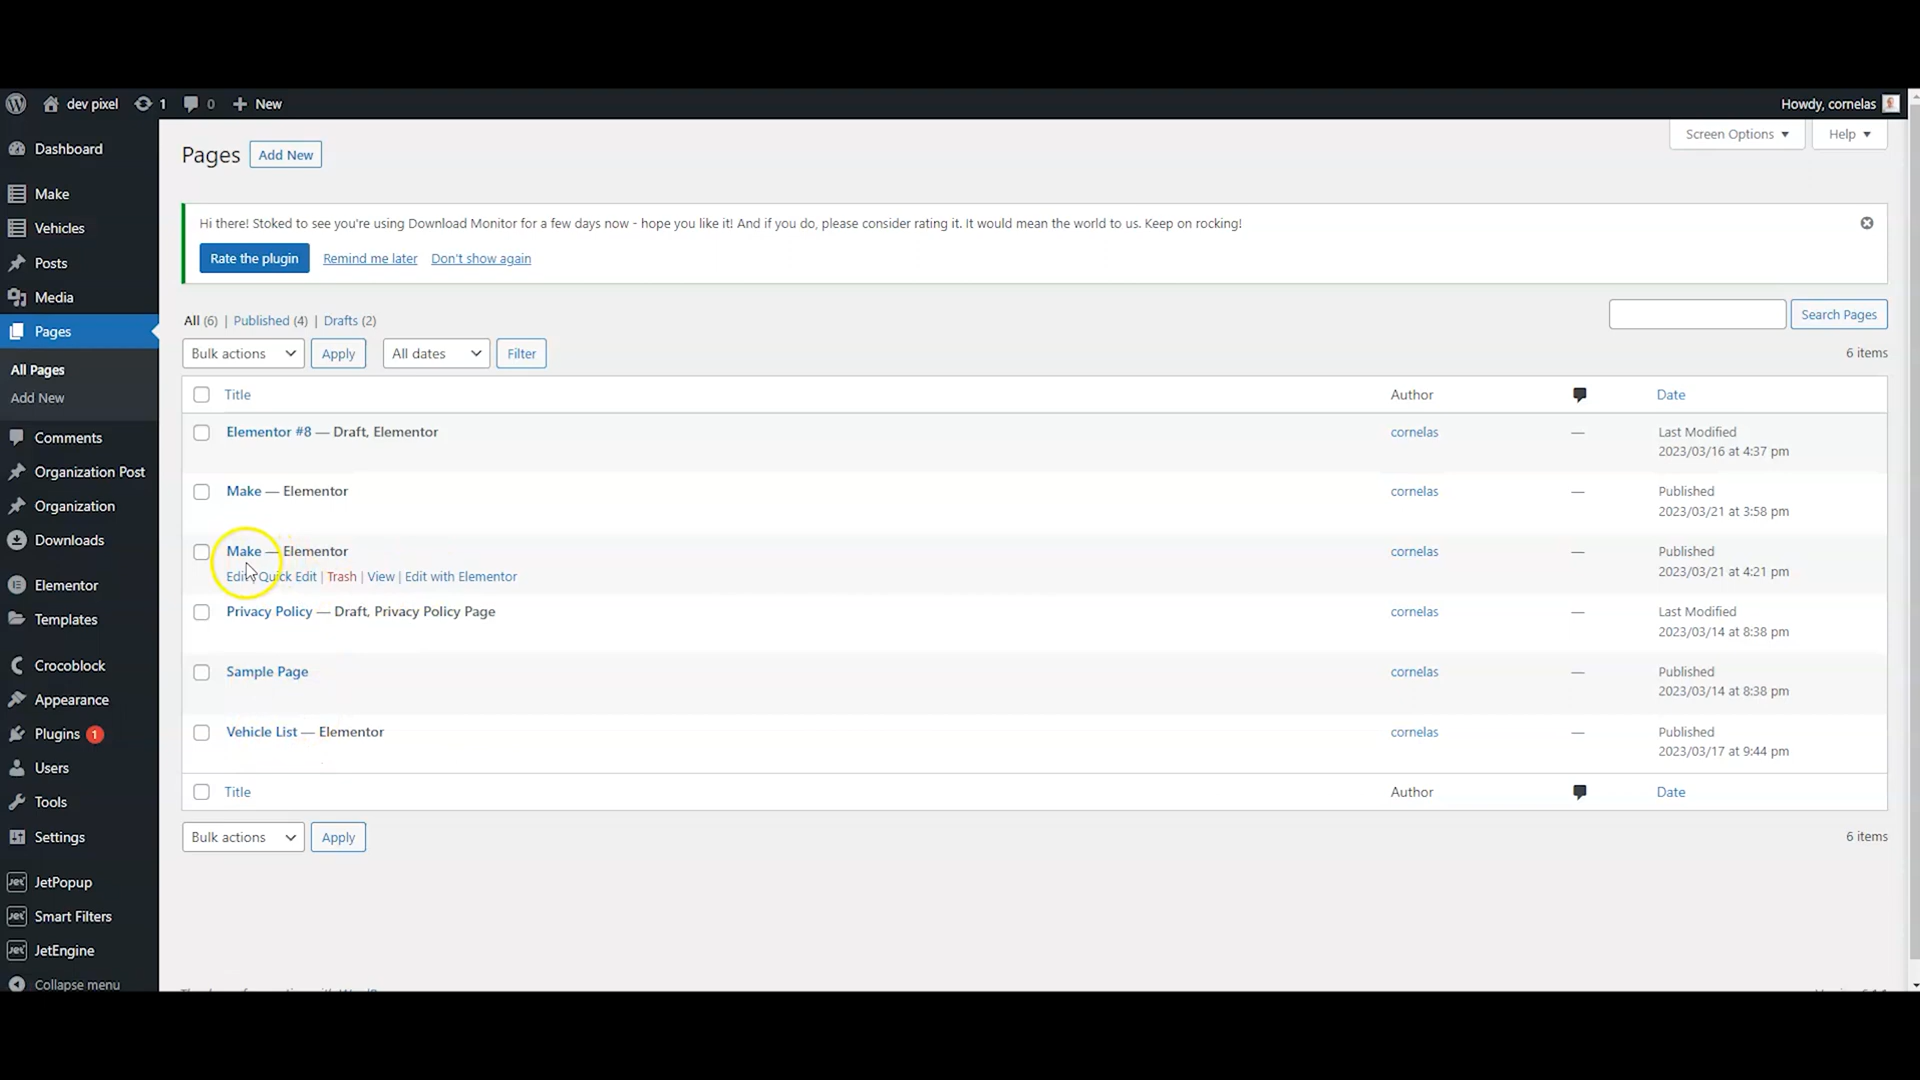 dev pixel 1 0 New Howdy, cornelas
Screen Options Help
Dashboard
Make
Vehicles
Posts
Media
Pages
All Pages
Add New
Comments
Organization Post
Organization
Downloads
Elementor
Templates
Crocoblock
Appearance
Plugins 1
Users
Tools
Settings
JetPopup
Smart Filters
JetEngine
Collapse menu
Pages Add New
Hi there! Stoked to see you're using Download Monitor for a few days now - hope you like it! And if you do, please consider rating it. It would mean the world to us. Keep on rocking!
Rate the plugin Remind me later Don't show again
All (6) | Published (4) | Drafts (2)
Search Pages
Bulk actions Apply All dates Filter
6 items
Title Author Date
Elementor #8 — Draft, Elementor cornelas — Last Modified
2023/03/16 at 4:37 pm
Make — Elementor cornelas — Published
2023/03/21 at 3:58 pm
Make — Elementor cornelas — Published
2023/03/21 at 4:21 pm
Edit Quick Edit | Trash | View | Edit with Elementor
Privacy Policy — Draft, Privacy Policy Page cornelas — Last Modified
2023/03/14 at 8:38 pm
Sample Page cornelas — Published
2023/03/14 at 8:38 pm
Vehicle List — Elementor cornelas — Published
2023/03/17 at 9:44 pm
Title Author Date
Bulk actions Apply
6 items